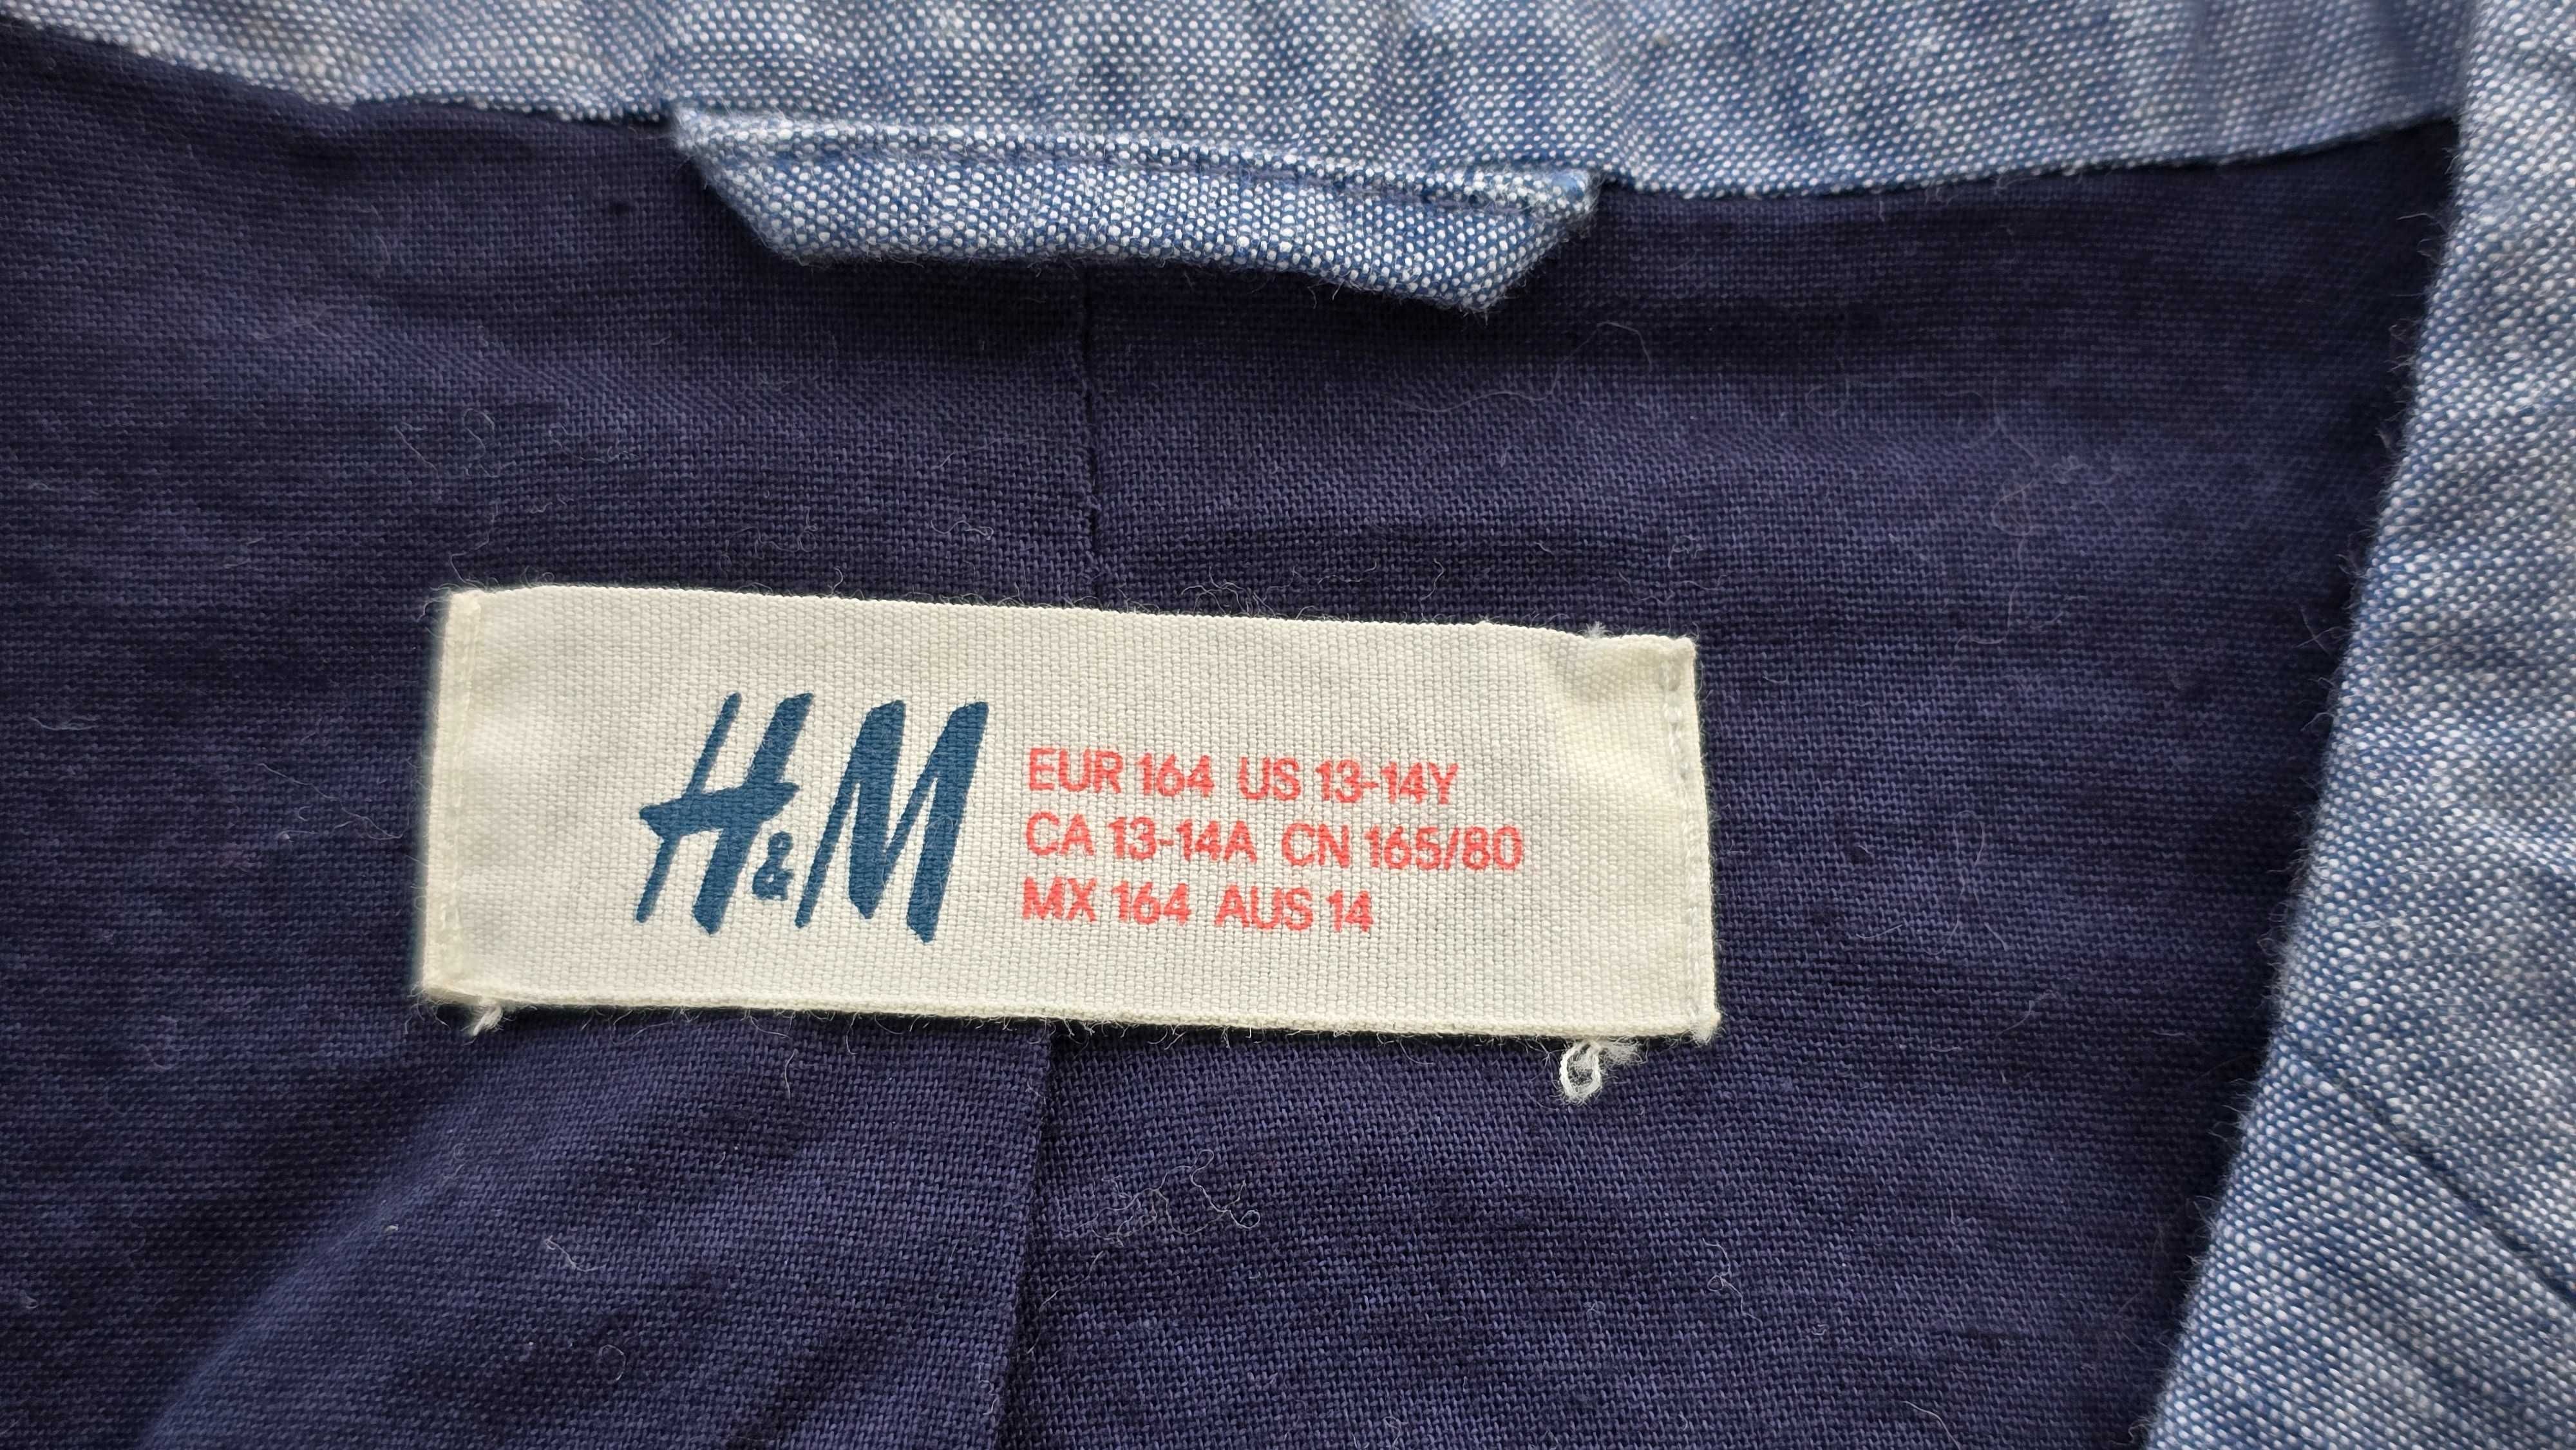 H&M
EUR 164 US 13-14Y
CA 13-14A CN 165/80
MX 164 AUS 14